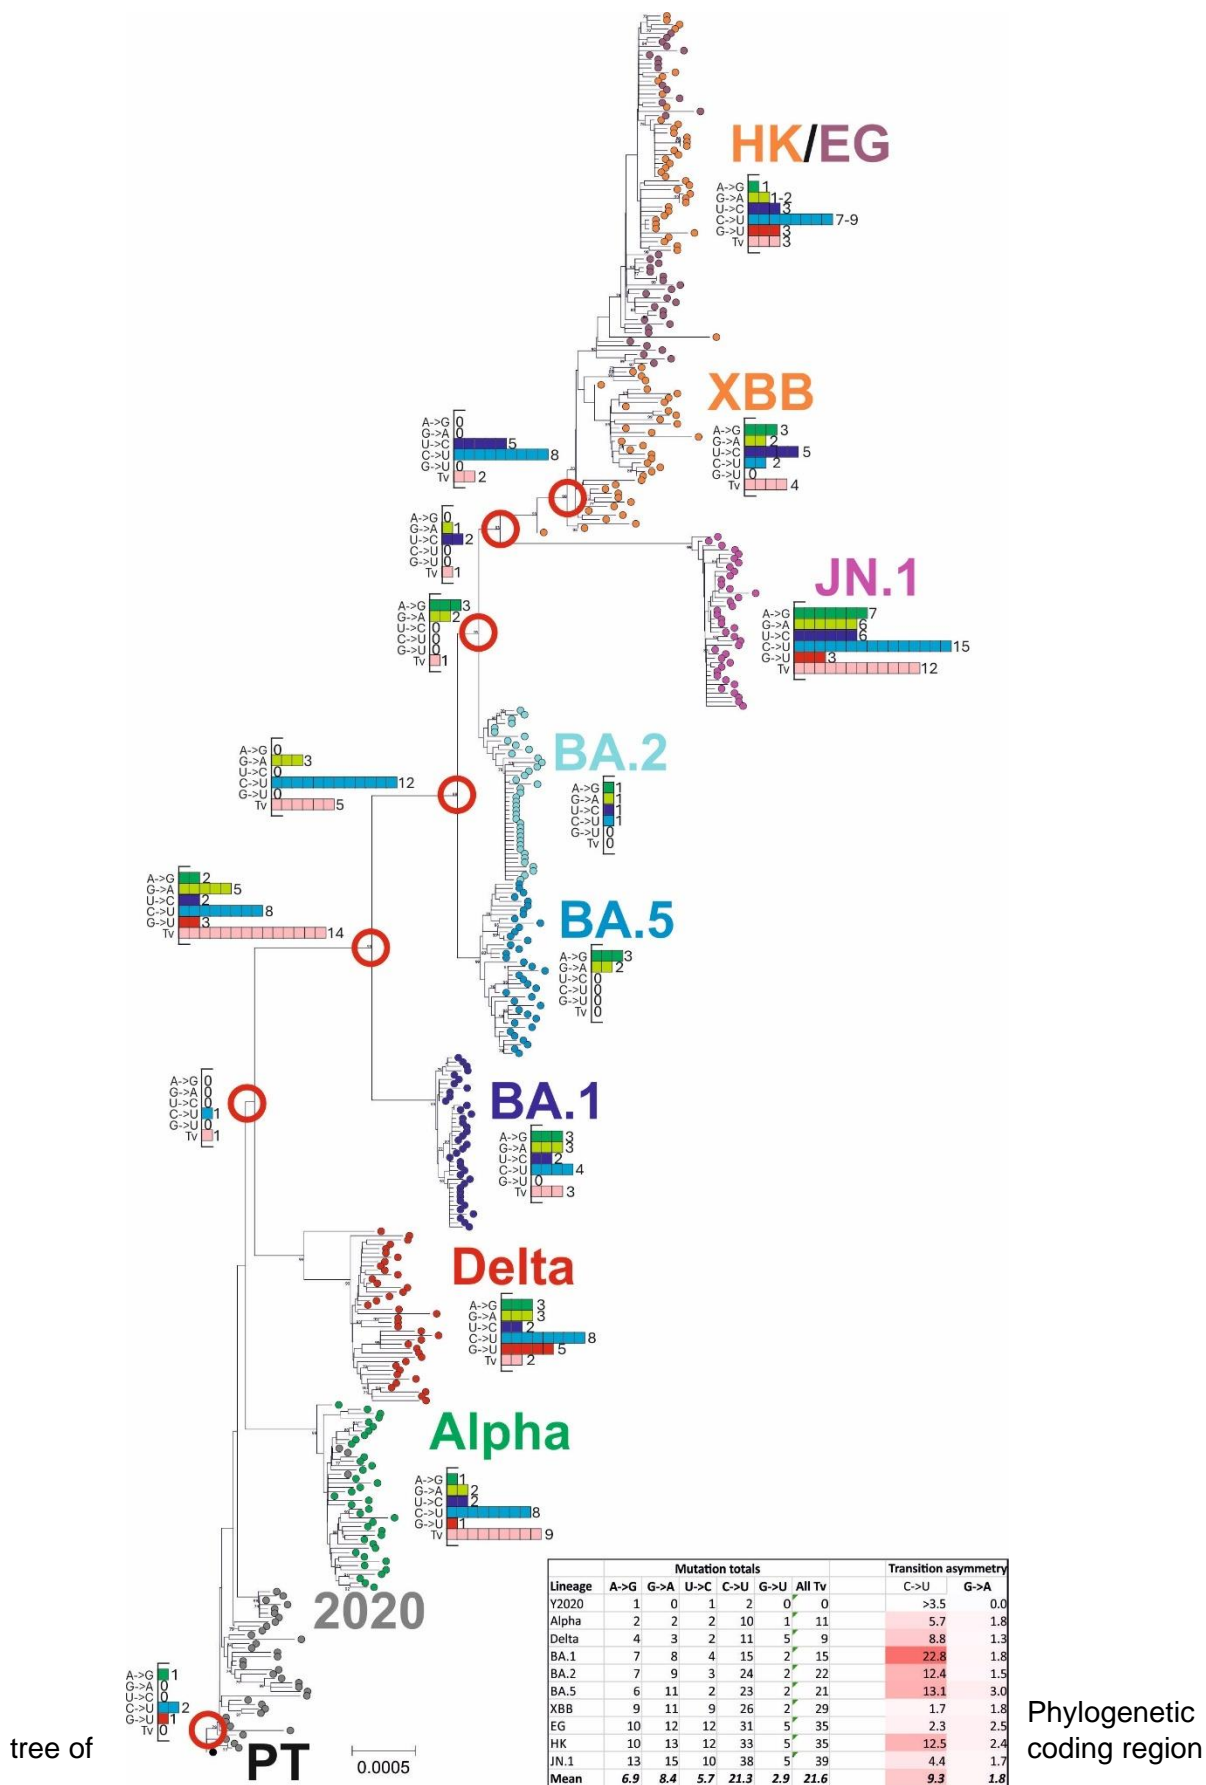 HK/EG
A->G 1
G->A 1-2
U->C 3
C->U 7-9
G->U 3
Tv 3
XBB
A->G 3
G->A 2
U->C 5
C->U 2
G->U 0
Tv 4
A->G 0
G->A 0
U->C 5
C->U 8
G->U 0
Tv 2
A->G 0
G->A 1
U->C 2
C->U 0
G->U 0
Tv 1
JN.1
A->G 7
G->A 6
U->C 6
C->U 15
G->U 3
Tv 12
A->G 3
G->A 2
U->C 0
C->U 0
G->U 0
Tv 1
BA.2
A->G 1
G->A 1
U->C 1
C->U 1
G->U 0
Tv 0
A->G 0
G->A 3
U->C 0
C->U 12
G->U 0
Tv 5
A->G 2
G->A 5
U->C 2
C->U 8
G->U 3
Tv 14
BA.5
A->G 3
G->A 2
U->C 0
C->U 0
G->U 0
Tv 0
A->G 0
G->A 0
U->C 0
C->U 1
G->U 0
Tv 1
BA.1
A->G 3
G->A 3
U->C 2
C->U 4
G->U 0
Tv 3
Delta
A->G 3
G->A 3
U->C 2
C->U 8
G->U 5
Tv 2
Alpha
A->G 1
G->A 2
U->C 2
C->U 8
G->U 1
Tv 9
2020
A->G 1
G->A 0
U->C 0
C->U 2
G->U 1
Tv 0
PT
0.0005
Mutation totals Transition asymmetry
Lineage A->G G->A U->C C->U G->U All Tv C->U G->A
Y2020 1 0 1 2 0 0 >3.5 0.0
Alpha 2 2 2 10 1 11 5.7 1.8
Delta 4 3 2 11 5 9 8.8 1.3
BA.1 7 8 4 15 2 15 22.8 1.8
BA.2 7 9 3 24 2 22 12.4 1.5
BA.5 6 11 2 23 2 21 13.1 3.0
XBB 9 11 9 26 2 29 1.7 1.8
EG 10 12 12 31 5 35 2.3 2.5
HK 10 13 12 33 5 35 12.5 2.4
JN.1 13 15 10 38 5 39 4.4 1.7
Mean 6.9 8.4 5.7 21.3 2.9 21.6 9.3 1.8
Phylogenetic
tree of coding region